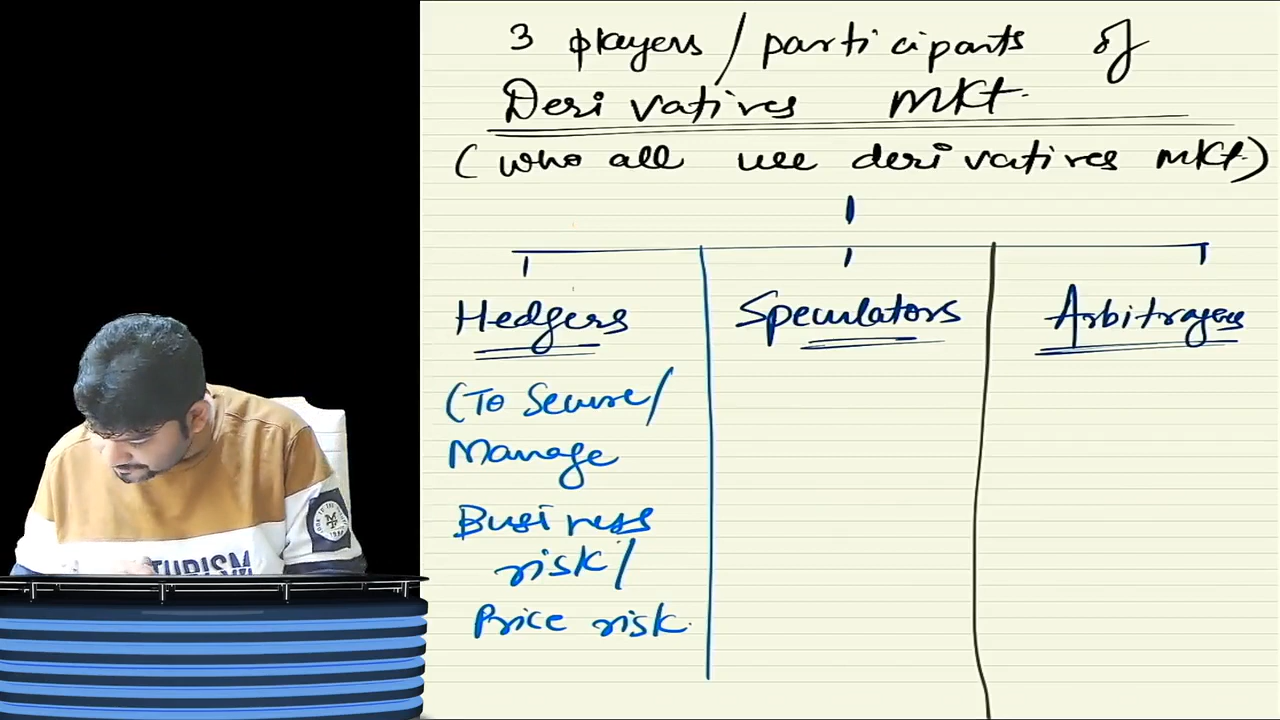 3 players/participants of
Derivatives MKt.
(who all use derivatives MKt.)
Hedgers
Speculators
Arbitragers
(To Secure/
Manage
Business
risk/
Price risk.
TURISM